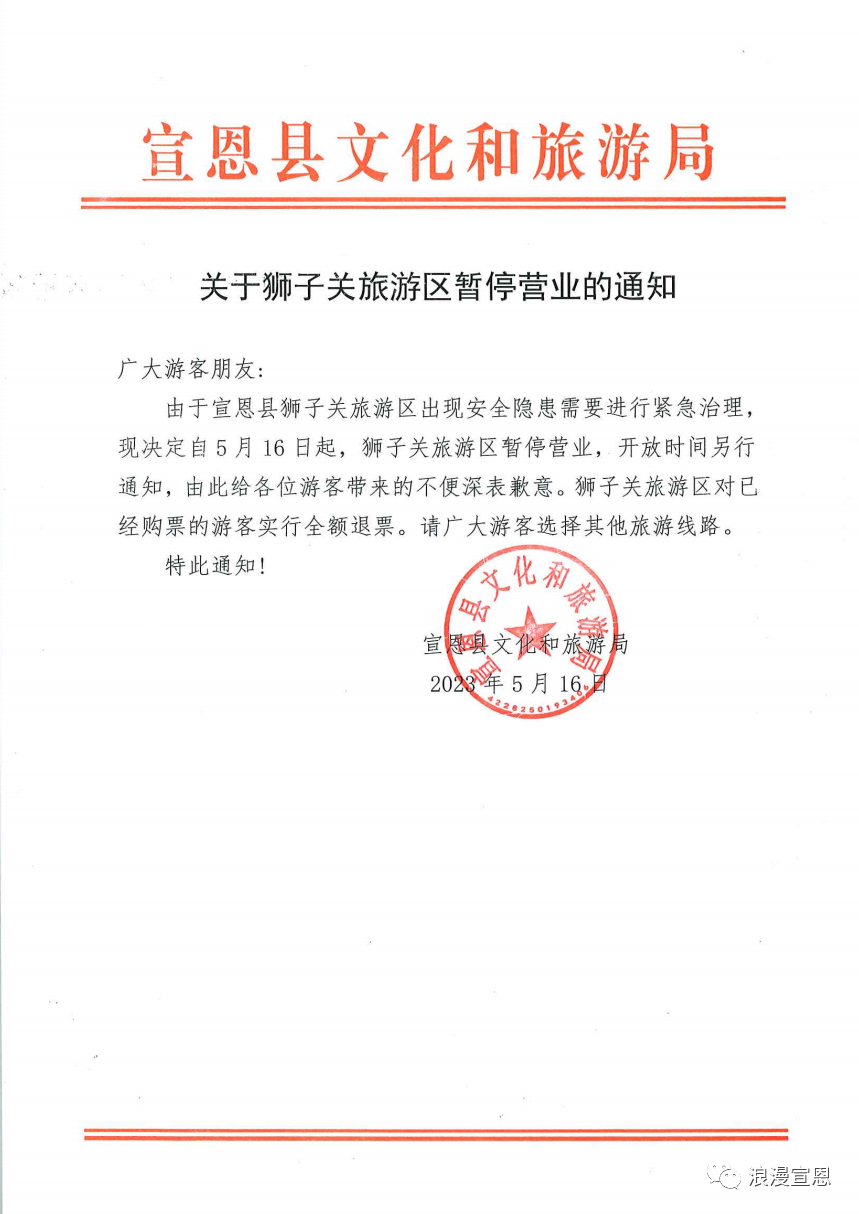 宣恩县文化和旅游局
关于狮子关旅游区暂停营业的通知
广大游客朋友:
由于宣恩县狮子关旅游区出现安全隐患需要进行紧急治理,
现决定自5月16日起,狮子关旅游区暂停营业,开放时间另行
通知,由此给各位游客带来的不便深表歉意。狮子关旅游区对已
经购票的游客实行全额退票。请广大游客选择其他旅游线路。
特此通知!
宣恩县文化和旅游局
宣恩县文化和旅游局
2023年5月16日
浪漫宣恩